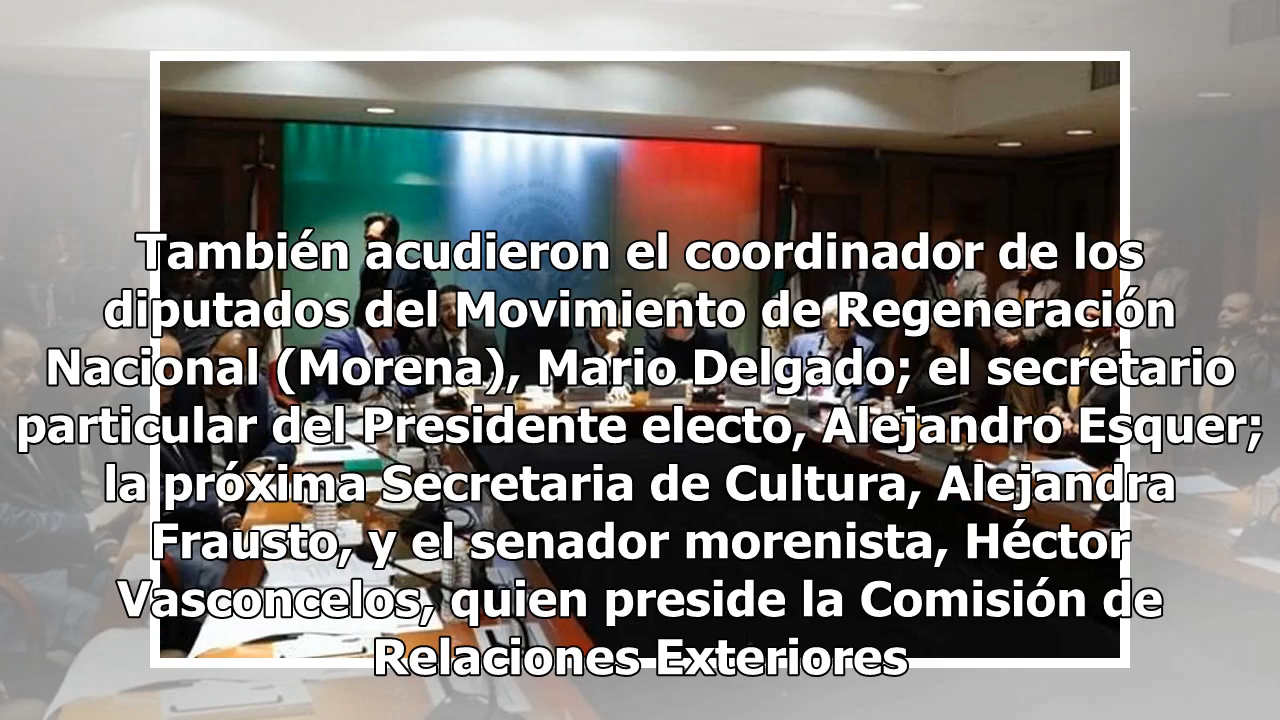 También acudieron el coordinador de los
diputados del Movimiento de Regeneración
Nacional (Morena), Mario Delgado; el secretario
particular del Presidente electo, Alejandro Esquer;
la próxima Secretaria de Cultura, Alejandra
Frausto, y el senador morenista, Héctor
Vasconcelos, quien preside la Comisión de
Relaciones Exteriores